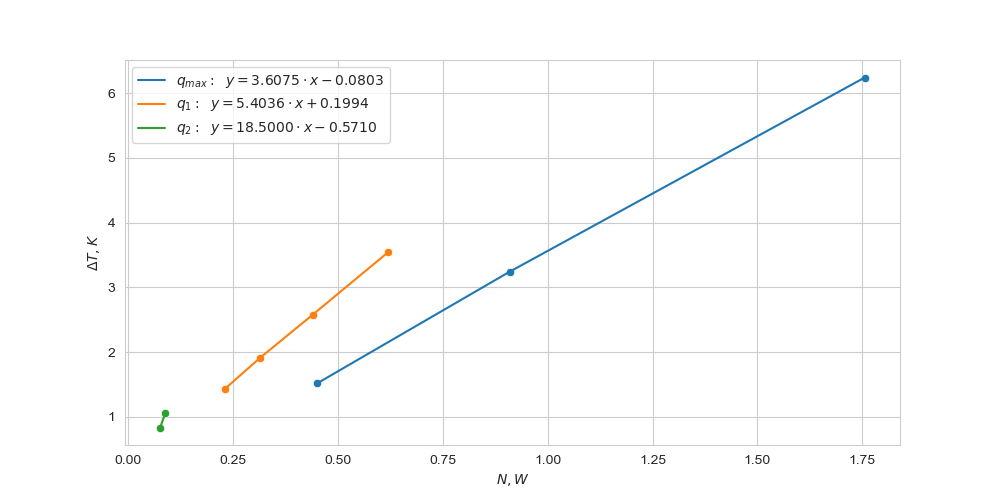 q_max : y = 3.6075 · x − 0.0803
q_1 : y = 5.4036 · x + 0.1994
q_2 : y = 18.5000 · x − 0.5710
6
5
4
3
2
1
ΔT, K
0.00 0.25 0.50 0.75 1.00 1.25 1.50 1.75
N, W